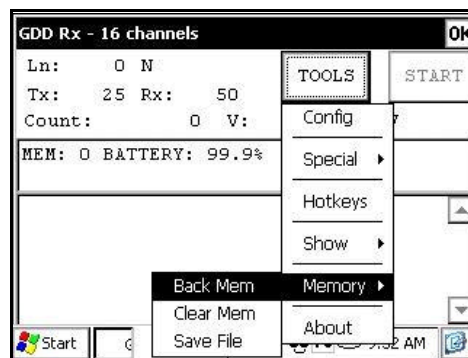 GDD Rx - 16 channels OK
Ln: 0 N
TOOLS START
Tx: 25 Rx: 50
Count: 0 V:
MEM: 0 BATTERY: 99.9%
Config
Special
Hotkeys
Show
Memory
About
Back Mem
Clear Mem
Save File
Start
AM